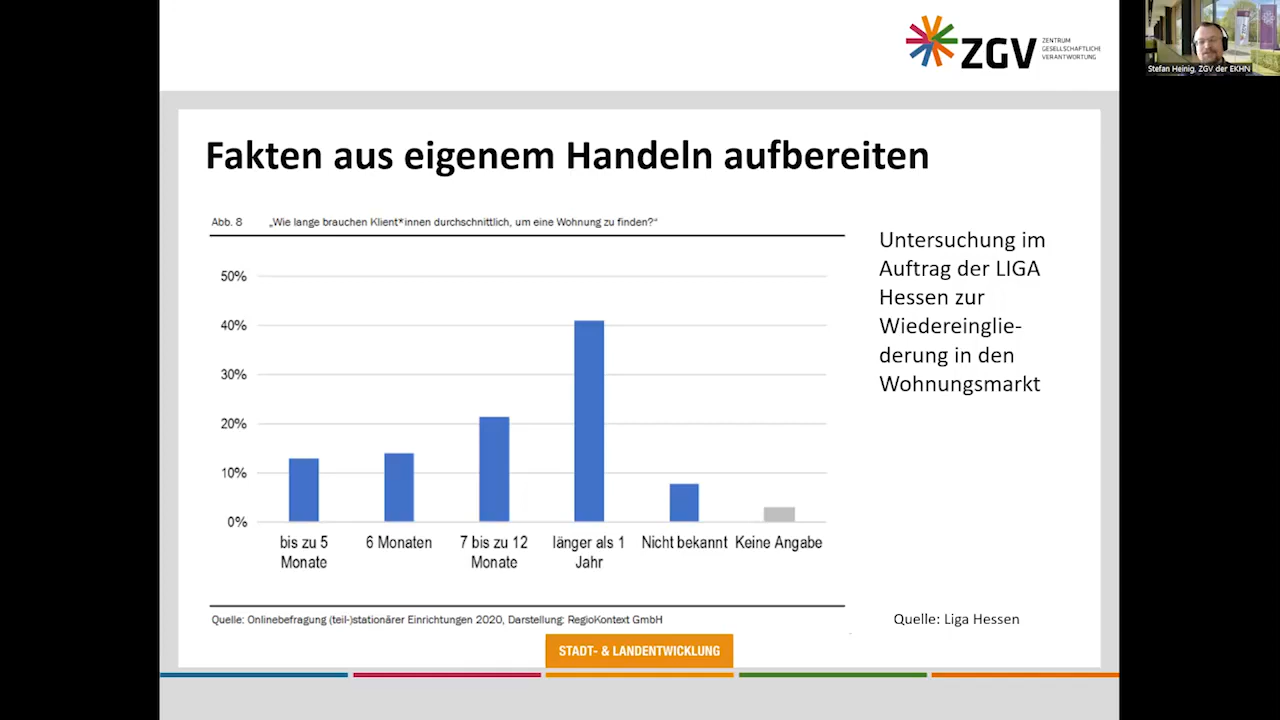 ZGV
ZENTRUM
GESELLSCHAFTLICHE
VERANTWORTUNG
Stefan Heinig, ZGV der EKHN
Fakten aus eigenem Handeln aufbereiten
Abb. 8 „Wie lange brauchen Klient*innen durchschnittlich, um eine Wohnung zu finden?“
50%
40%
30%
20%
10%
0%
bis zu 5
Monate
6 Monaten
7 bis zu 12
Monate
länger als 1
Jahr
Nicht bekannt
Keine Angabe
Quelle: Onlinebefragung (teil-)stationärer Einrichtungen 2020, Darstellung: RegioKontext GmbH
Untersuchung im
Auftrag der LIGA
Hessen zur
Wiedereinglie-
derung in den
Wohnungsmarkt
Quelle: Liga Hessen
STADT- & LANDENTWICKLUNG